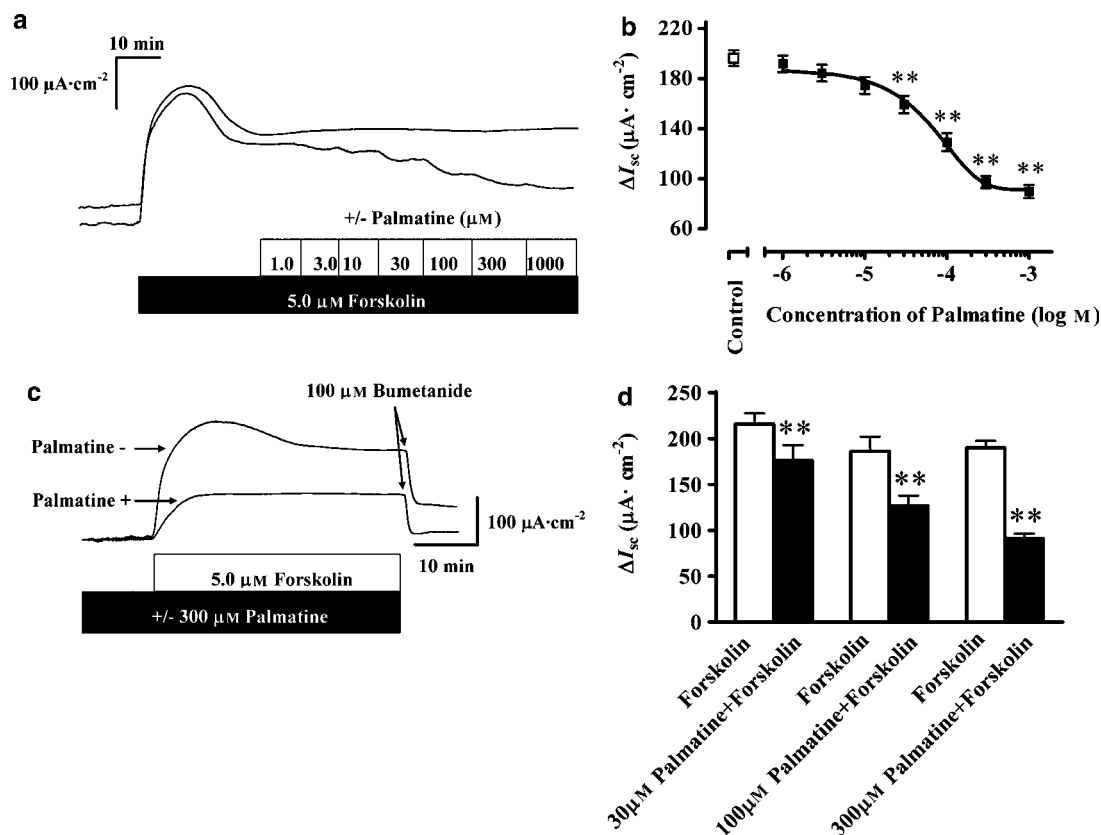 a
10 min
100 µA·cm-2
+/- Palmatine (µM)
1.0 3.0 10 30 100 300 1000
5.0 µM Forskolin
b
220
180
140
100
60
ΔIsc (µA· cm-2)
**
**
**
**
Control
-6 -5 -4 -3
Concentration of Palmatine (log M)
c
100 µM Bumetanide
Palmatine -
Palmatine +
100 µA·cm-2
10 min
5.0 µM Forskolin
+/- 300 µM Palmatine
d
250
200
150
100
50
0
ΔIsc (µA· cm-2)
**
**
**
Forskolin
30µM Palmatine+Forskolin
Forskolin
100µM Palmatine+Forskolin
Forskolin
300µM Palmatine+Forskolin